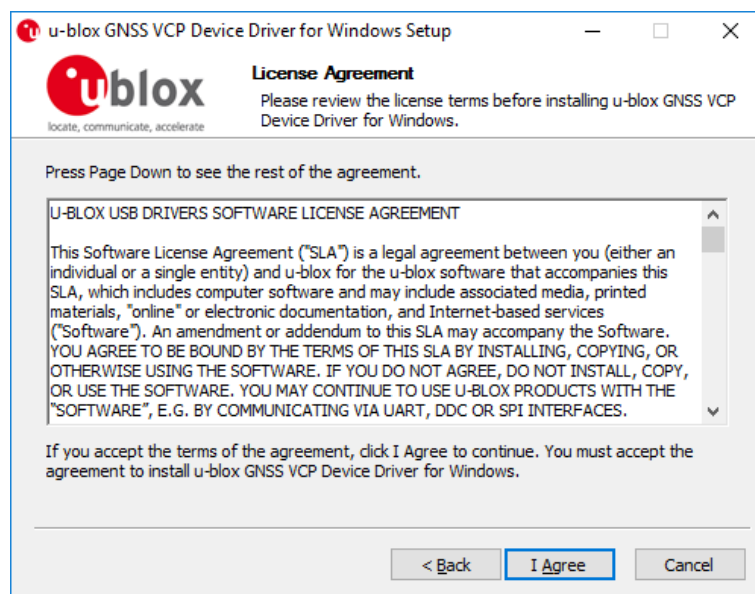 u-blox GNSS VCP Device Driver for Windows Setup
ublox
locate, communicate, accelerate
License Agreement
Please review the license terms before installing u-blox GNSS VCP
Device Driver for Windows.
Press Page Down to see the rest of the agreement.
U-BLOX USB DRIVERS SOFTWARE LICENSE AGREEMENT
This Software License Agreement ("SLA") is a legal agreement between you (either an
individual or a single entity) and u-blox for the u-blox software that accompanies this
SLA, which includes computer software and may include associated media, printed
materials, "online" or electronic documentation, and Internet-based services
("Software"). An amendment or addendum to this SLA may accompany the Software.
YOU AGREE TO BE BOUND BY THE TERMS OF THIS SLA BY INSTALLING, COPYING, OR
OTHERWISE USING THE SOFTWARE. IF YOU DO NOT AGREE, DO NOT INSTALL, COPY,
OR USE THE SOFTWARE. YOU MAY CONTINUE TO USE U-BLOX PRODUCTS WITH THE
"SOFTWARE", E.G. BY COMMUNICATING VIA UART, DDC OR SPI INTERFACES.
If you accept the terms of the agreement, click I Agree to continue. You must accept the
agreement to install u-blox GNSS VCP Device Driver for Windows.
< Back
I Agree
Cancel